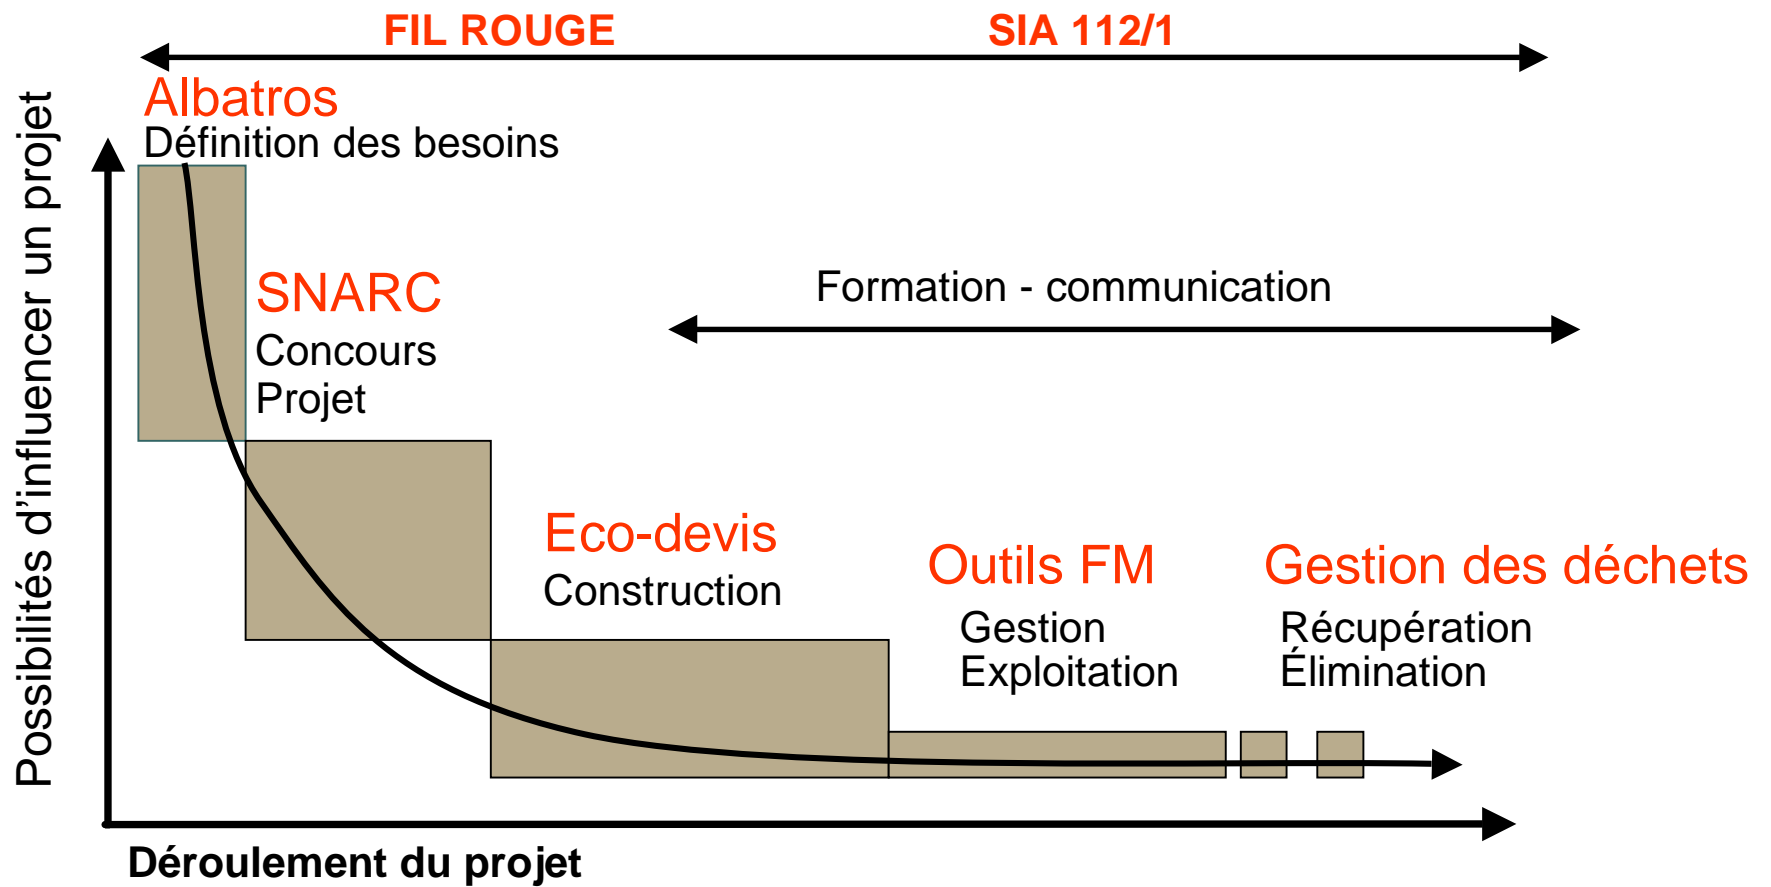 FIL ROUGE
SIA 112/1
Albatros
Définition des besoins
Possibilités d’influencer un projet
SNARC
Concours
Projet
Formation - communication
Eco-devis
Construction
Outils FM
Gestion
Exploitation
Gestion des déchets
Récupération
Élimination
Déroulement du projet